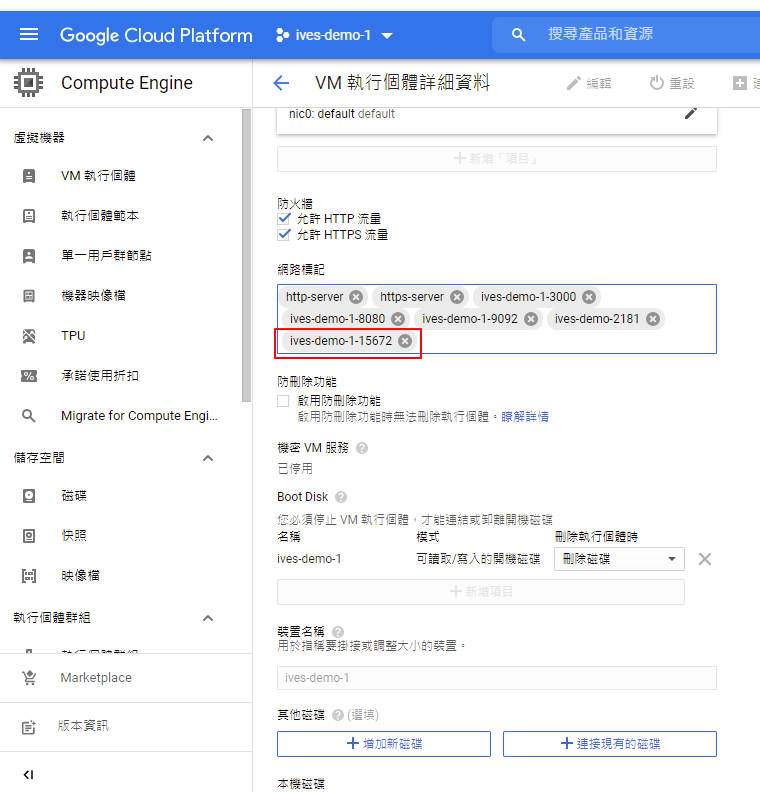 Google Cloud Platform ives-demo-1 搜尋產品和資源
Compute Engine
VM 執行個體詳細資料 編輯 重設
虛擬機器
VM 執行個體
執行個體範本
單一用戶群節點
機器映像檔
TPU
承諾使用折扣
Migrate for Compute Engi...
儲存空間
磁碟
快照
映像檔
執行個體群組
執行個體群組
Marketplace
版本資訊
nic0: default default
新增「項目」
防火牆
允許 HTTP 流量
允許 HTTPS 流量
網路標記
http-server https-server ives-demo-1-3000
ives-demo-1-8080 ives-demo-1-9092 ives-demo-2181
ives-demo-1-15672
防刪除功能
啟用防刪除功能
啟用防刪除功能時無法刪除執行個體。瞭解詳情
機密 VM 服務
已停用
Boot Disk
您必須停止 VM 執行個體，才能連結或卸離開機磁碟
名稱 模式 刪除執行個體時
ives-demo-1 可讀取/寫入的開機磁碟 刪除磁碟
新增項目
裝置名稱
用於指稱要掛接或調整大小的裝置。
ives-demo-1
其他磁碟 (選填)
增加新磁碟 連接現有的磁碟
本機磁碟